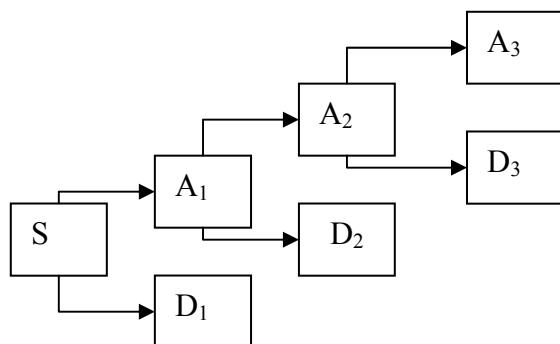 A₃
A₂
D₃
A₁
S
D₂
D₁